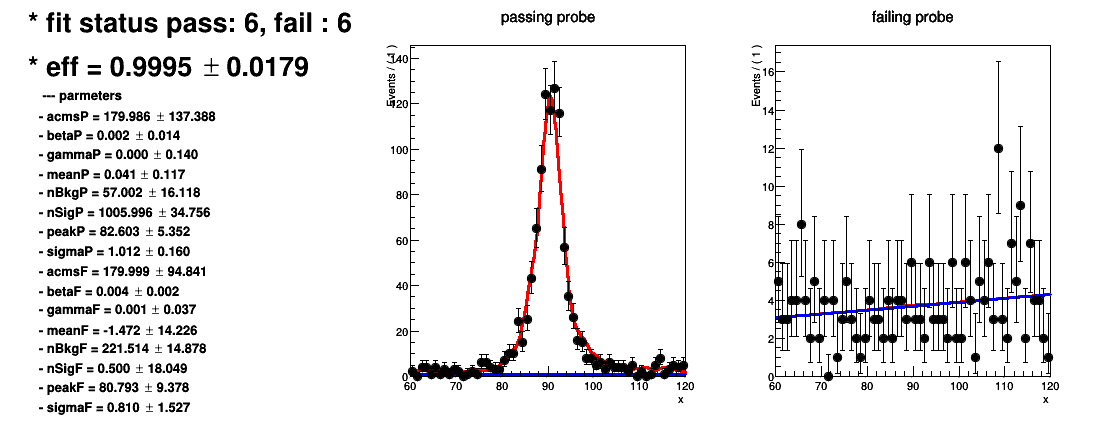 * fit status pass: 6, fail : 6
* eff = 0.9995 ± 0.0179
--- parmeters
- acmsP = 179.986 ± 137.388
- betaP = 0.002 ± 0.014
- gammaP = 0.000 ± 0.140
- meanP = 0.041 ± 0.117
- nBkgP = 57.002 ± 16.118
- nSigP = 1005.996 ± 34.756
- peakP = 82.603 ± 5.352
- sigmaP = 1.012 ± 0.160
- acmsF = 179.999 ± 94.841
- betaF = 0.004 ± 0.002
- gammaF = 0.001 ± 0.037
- meanF = -1.472 ± 14.226
- nBkgF = 221.514 ± 14.878
- nSigF = 0.500 ± 18.049
- peakF = 80.793 ± 9.378
- sigmaF = 0.810 ± 1.527
passing probe
Events / ( 1 )
140
120
100
80
60
40
20
0
60 70 80 90 100 110 120
x
failing probe
Events / ( 1 )
16
14
12
10
8
6
4
2
0
60 70 80 90 100 110 120
x